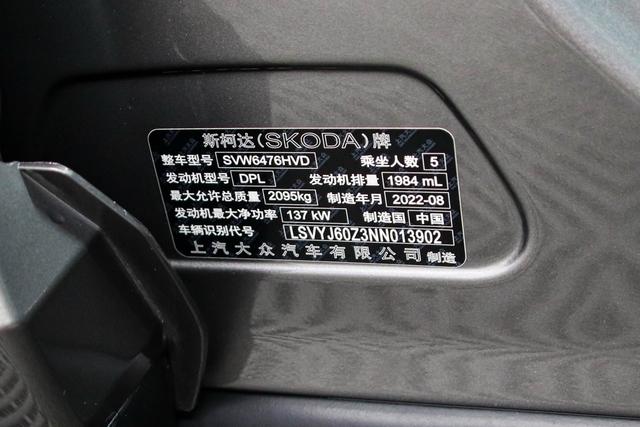 斯柯达(SKODA)牌
整车型号 SVW6476HVD 乘坐人数 5
发动机型号 DPL 发动机排量 1984 mL
最大允许总质量 2095kg 制造年月 2022-08
发动机最大净功率 137 kW 制造国 中国
车辆识别代号 LSVYJ60Z3NN013902
上汽大众汽车有限公司 制造